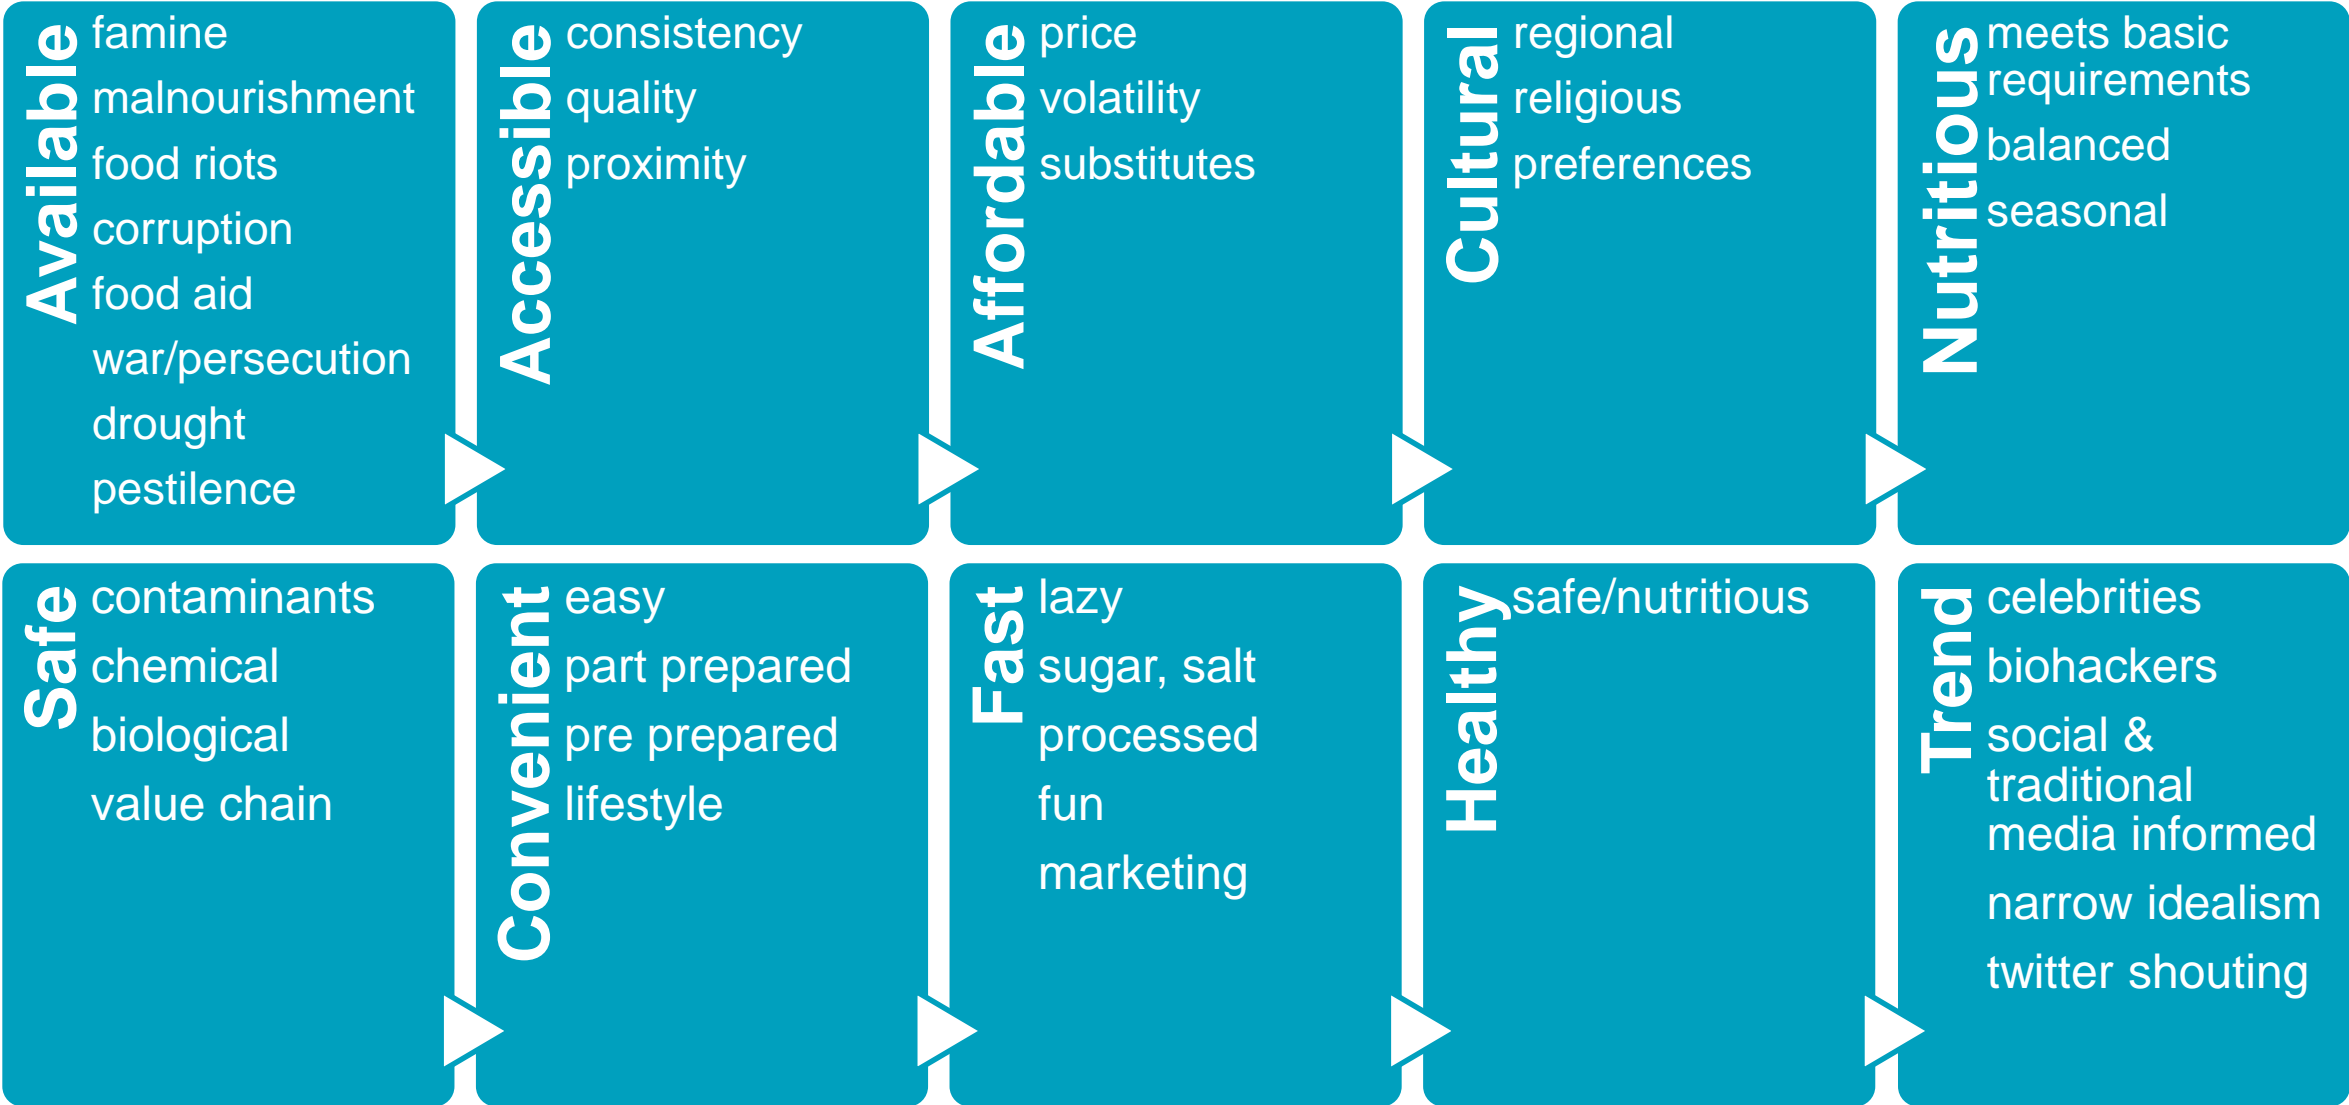 Available
famine
malnourishment
food riots
corruption
food aid
war/persecution
drought
pestilence
Accessible
consistency
quality
proximity
Affordable
price
volatility
substitutes
Cultural
regional
religious
preferences
Nutritious
meets basic
requirements
balanced
seasonal
Safe
contaminants
chemical
biological
value chain
Convenient
easy
part prepared
pre prepared
lifestyle
Fast
lazy
sugar, salt
processed
fun
marketing
Healthy
safe/nutritious
Trend
celebrities
biohackers
social &
traditional
media informed
narrow idealism
twitter shouting